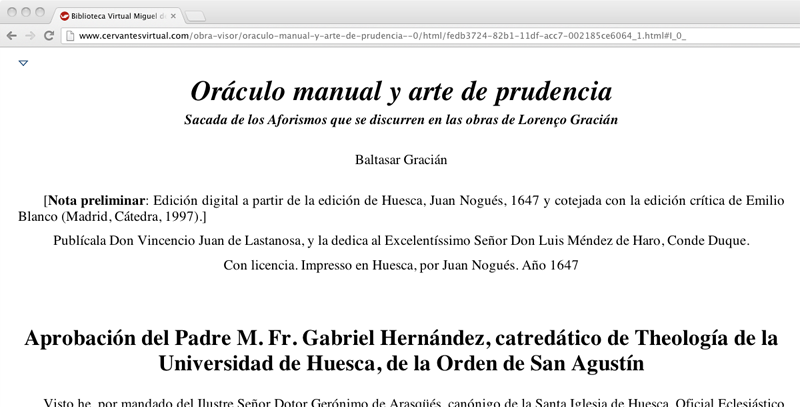 Biblioteca Virtual Miguel d
www.cervantesvirtual.com/obra-visor/oraculo-manual-y-arte-de-prudencia--0/html/fedb3724-82b1-11df-acc7-002185ce6064_1.html#I_0_
Oráculo manual y arte de prudencia
Sacada de los Aforismos que se discurren en las obras de Lorenço Gracián
Baltasar Gracián
[Nota preliminar: Edición digital a partir de la edición de Huesca, Juan Nogués, 1647 y cotejada con la edición crítica de Emilio
Blanco (Madrid, Cátedra, 1997).]
Publícala Don Vincencio Juan de Lastanosa, y la dedica al Excelentíssimo Señor Don Luis Méndez de Haro, Conde Duque.
Con licencia. Impresso en Huesca, por Juan Nogués. Año 1647
Aprobación del Padre M. Fr. Gabriel Hernández, catredático de Theología de la
Universidad de Huesca, de la Orden de San Agustín
Visto he, por mandado del Ilustre Señor Dotor Gerónimo de Arasqüés, canónigo de la Santa Iglesia de Huesca, Oficial Eclesiástico